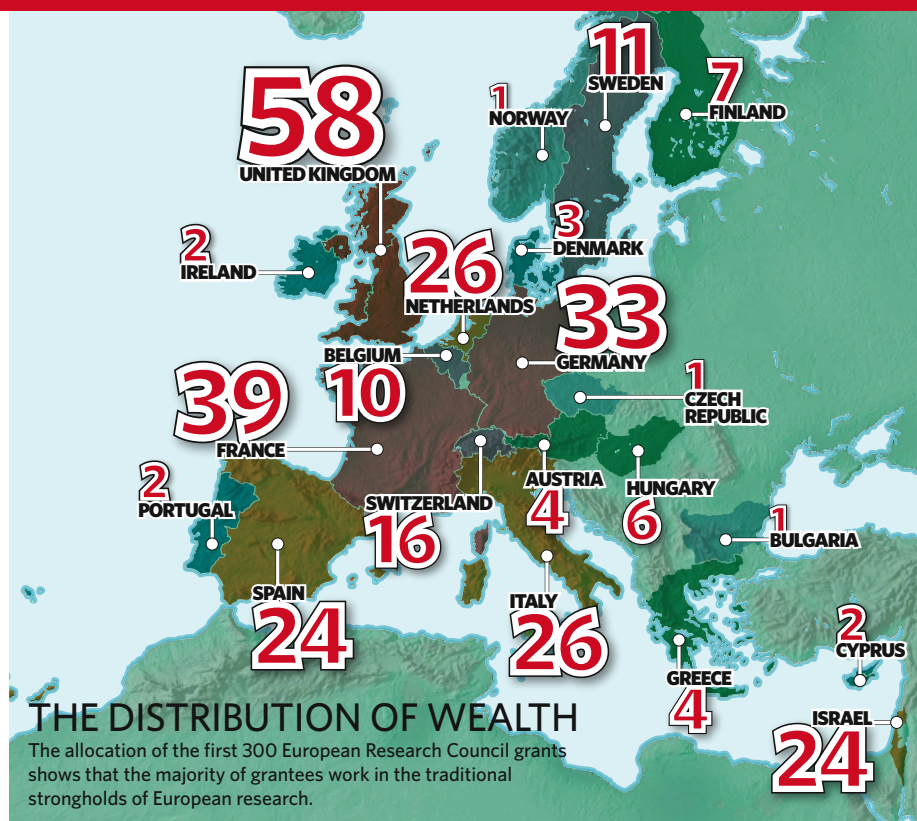 11
SWEDEN
7
FINLAND
58
UNITED KINGDOM
1
NORWAY
2
IRELAND
3
DENMARK
26
NETHERLANDS
33
GERMANY
BELGIUM
10
39
FRANCE
1
CZECH
REPUBLIC
2
PORTUGAL
SWITZERLAND
16
AUSTRIA
4
HUNGARY
6
1
BULGARIA
SPAIN
24
ITALY
26
2
CYPRUS
GREECE
4
ISRAEL
24
THE DISTRIBUTION OF WEALTH
The allocation of the first 300 European Research Council grants
shows that the majority of grantees work in the traditional
strongholds of European research.